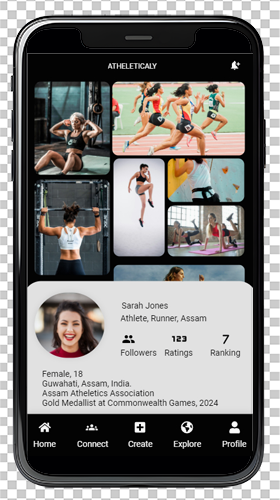 ATHELETICALY
Sarah Jones
Athlete, Runner, Assam
123
7
Followers
Ratings
Ranking
Female, 18
Guwahati, Assam, India.
Assam Atheletics Association
Gold Medallist at Commonwealth Games, 2024
Home
Connect
Create
Explore
Profile